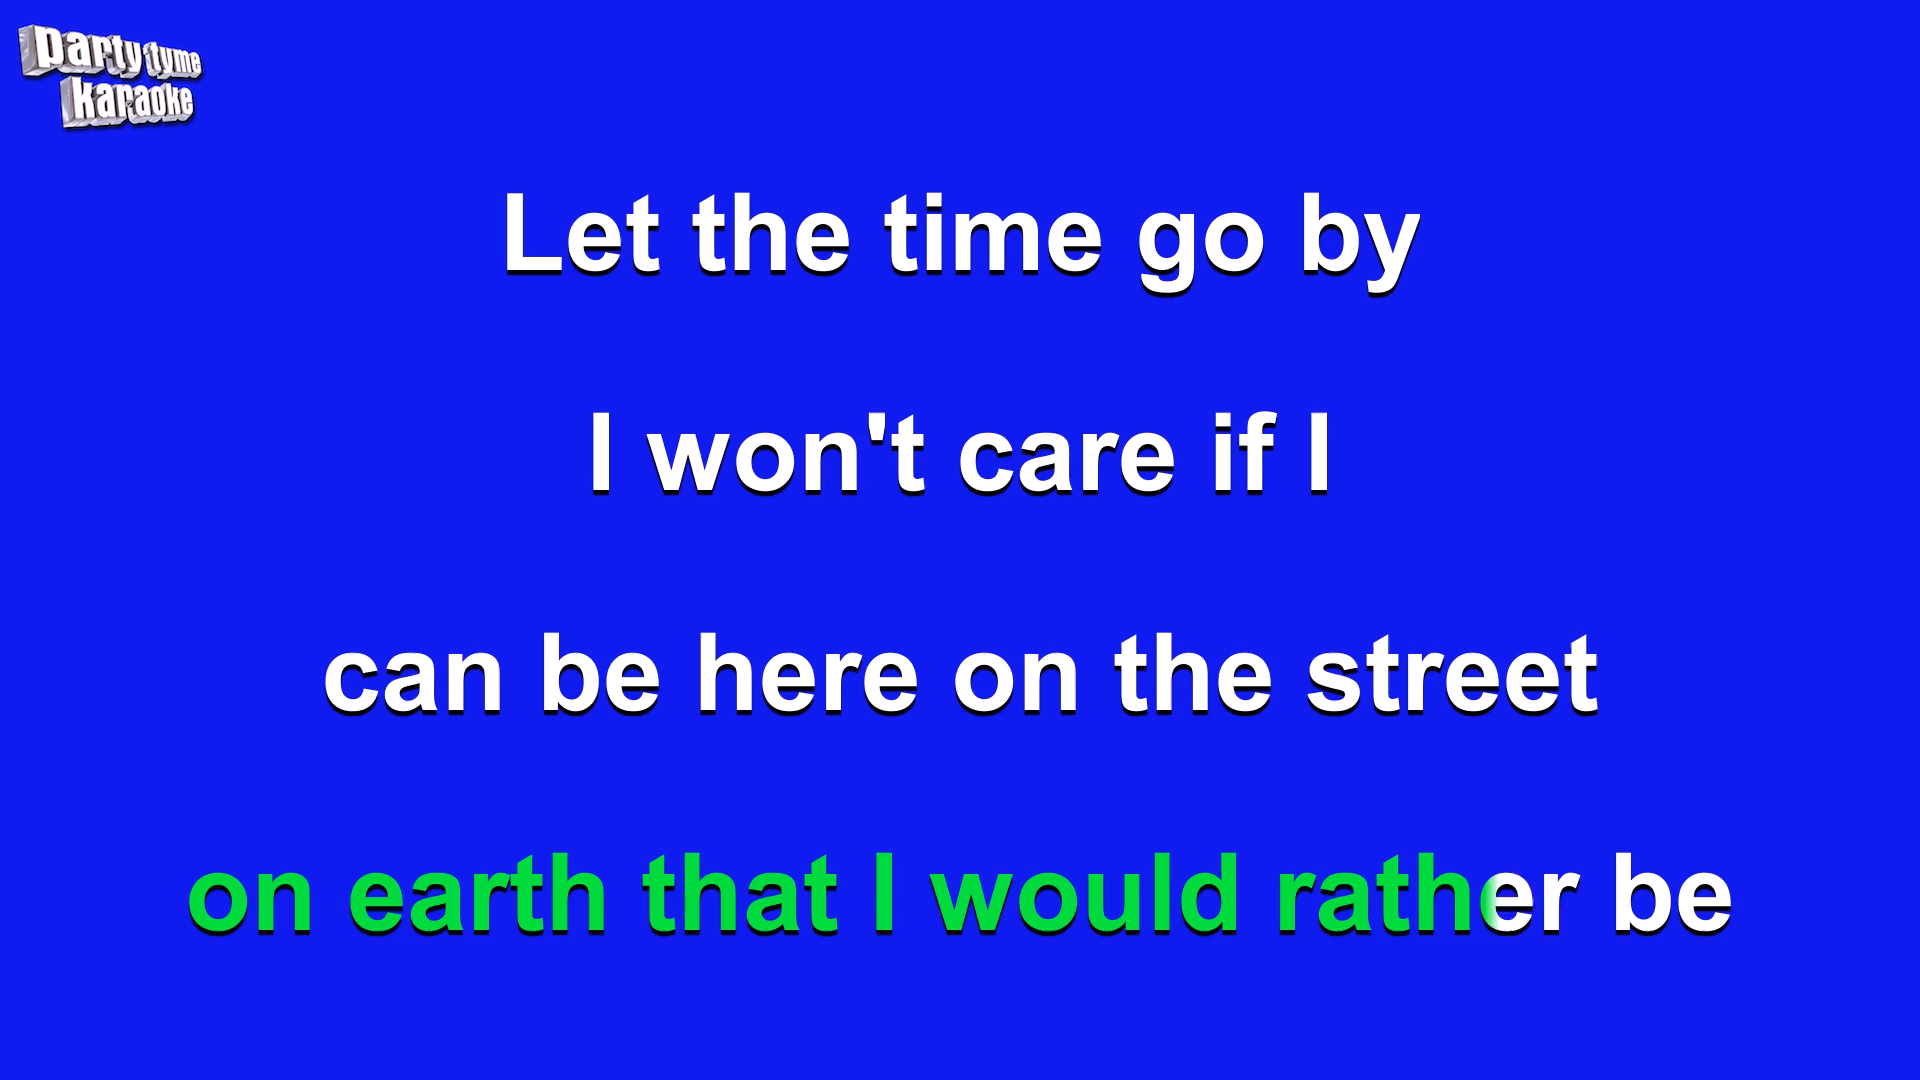 party tyme
karaoke
Let the time go by
I won't care if I
can be here on the street
on earth that I would rather be